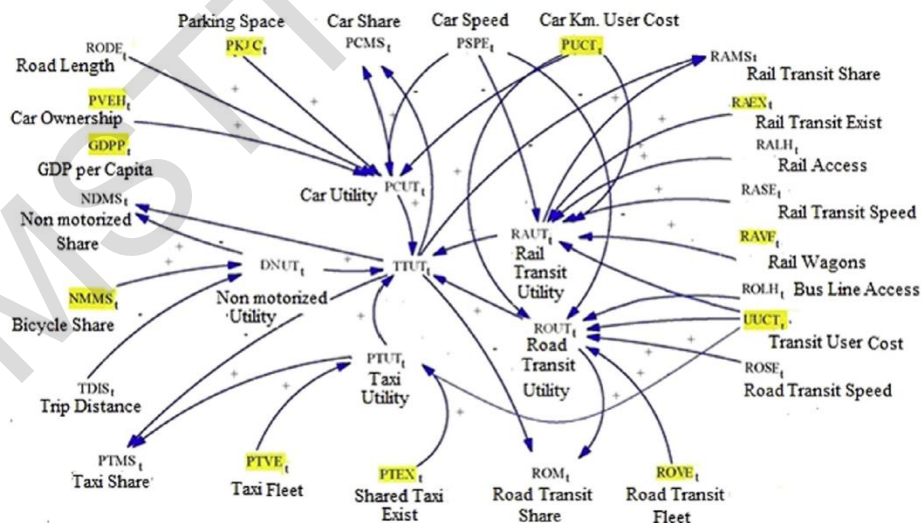 Parking Space
PKJC t
Car Share
PCMS t
Car Speed
PSPE t
Car Km. User Cost
PUCT t
RODE t
Road Length
RAMS t
Rail Transit Share
PVEH t
Car Ownership
RAEX t
Rail Transit Exist
GDPP t
GDP per Capita
RALH t
Rail Access
Car Utility PCUT t
NDMS t
Non motorized
Share
RASE t
Rail Transit Speed
RAUT t
Rail
Transit
Utility
RAVF t
Rail Wagons
DNUT t
Non motorized
Utility
TTUT t
ROLH t Bus Line Access
NMMS t
Bicycle Share
UUCT t
Transit User Cost
ROUT t
Road
Transit
Utility
PTUT t
Taxi
Utility
ROSE t
Road Transit Speed
TDIS t
Trip Distance
PTMS t
Taxi Share
PTVE t
Taxi Fleet
PTEX t
Shared Taxi
Exist
ROM t
Road Transit
Share
ROVE t
Road Transit
Fleet